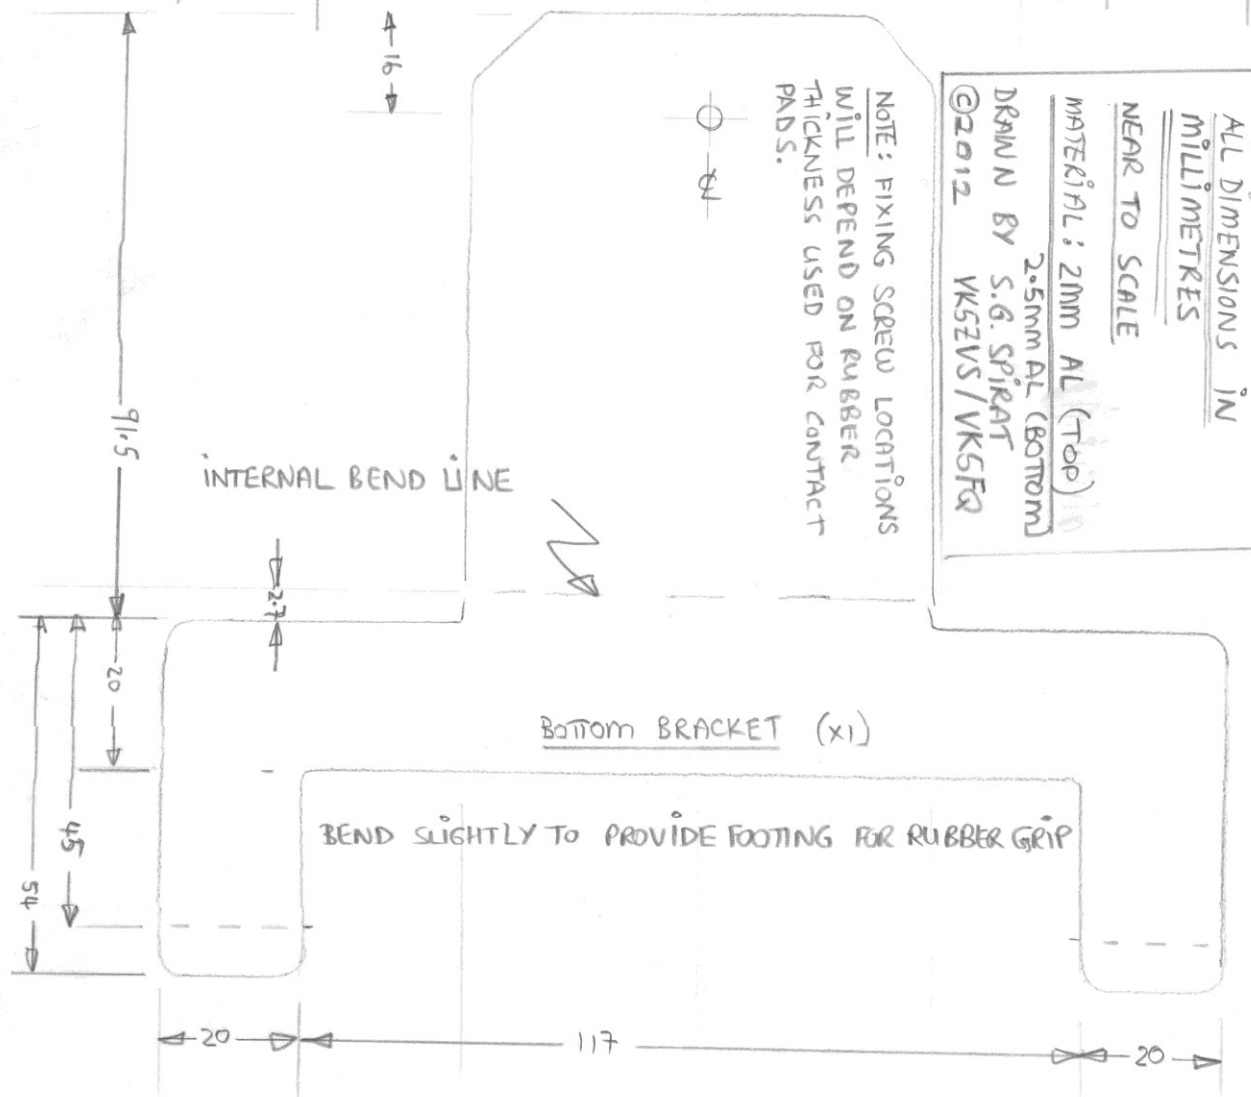 ALL DIMENSIONS IN
MILLIMETRES
NEAR TO SCALE
MATERIAL: 2mm AL (TOP)
2.5mm AL (BOTTOM)
DRAWN BY S.G. SPIRAT
©2012 VK5ZVS/VK5FQ
NOTE: FIXING SCREW LOCATIONS
WILL DEPEND ON RUBBER
THICKNESS USED FOR CONTACT
PADS.
16
91.5
INTERNAL BEND LINE
2.7
20
45
54
BOTTOM BRACKET (X1)
BEND SLIGHTLY TO PROVIDE FOOTING FOR RUBBER GRIP
20
117
20